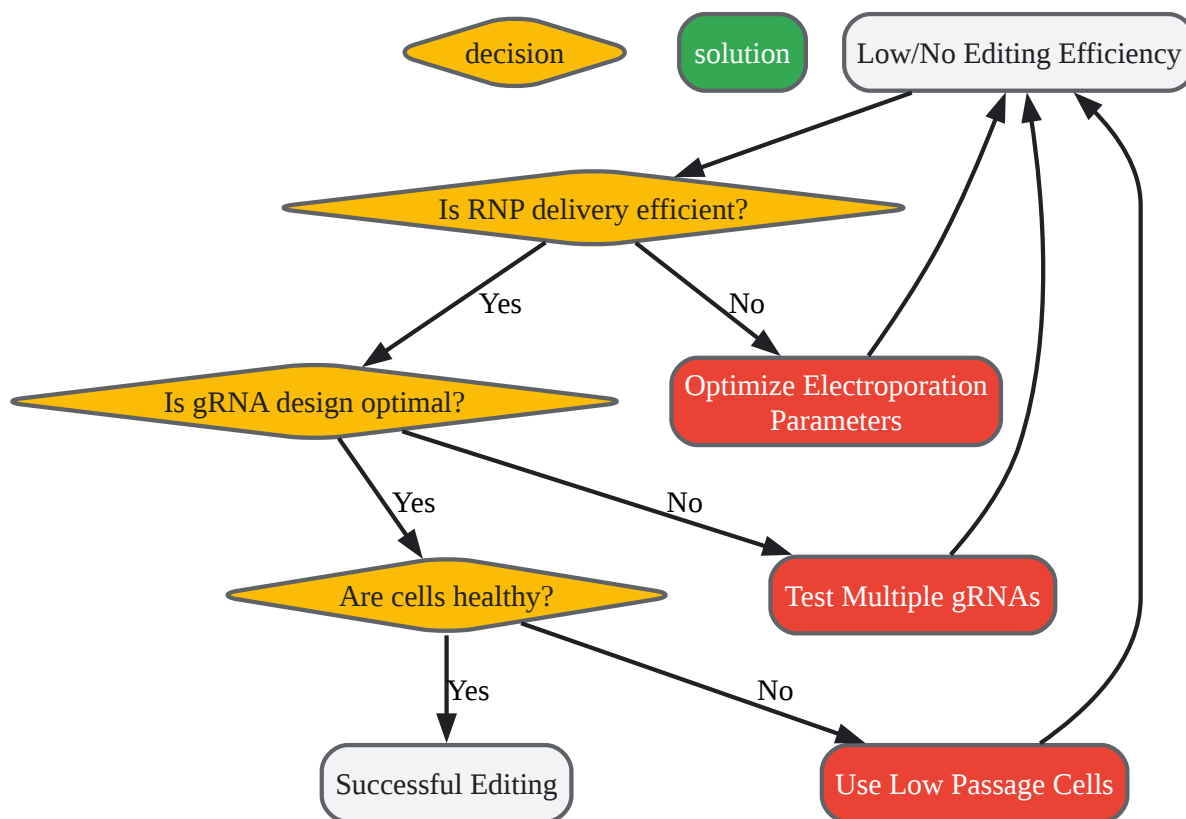 decision
solution
Low/No Editing Efficiency
Is RNP delivery efficient?
Yes
No
Optimize Electroporation
Parameters
Is gRNA design optimal?
Yes
No
Are cells healthy?
Test Multiple gRNAs
Yes
No
Successful Editing
Use Low Passage Cells